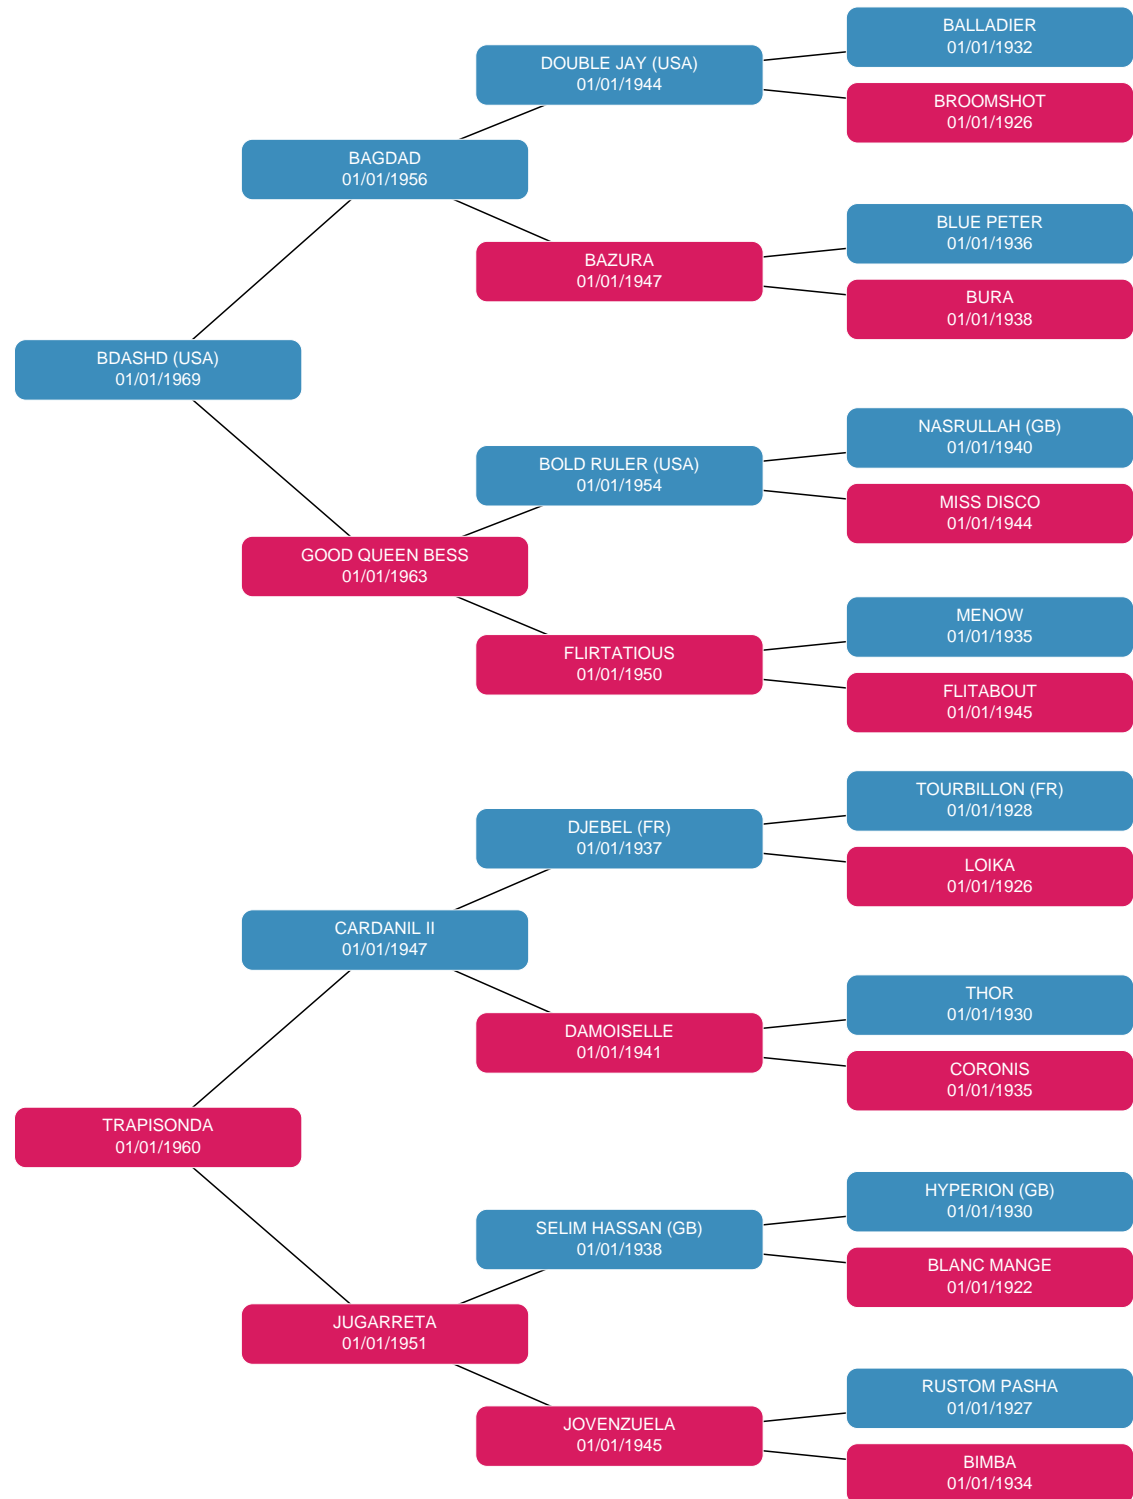 BALLADIER
01/01/1932
DOUBLE JAY (USA)
01/01/1944
BROOMSHOT
01/01/1926
BAGDAD
01/01/1956
BLUE PETER
01/01/1936
BAZURA
01/01/1947
BURA
01/01/1938
BDASHD (USA)
01/01/1969
NASRULLAH (GB)
01/01/1940
BOLD RULER (USA)
01/01/1954
MISS DISCO
01/01/1944
GOOD QUEEN BESS
01/01/1963
MENOW
01/01/1935
FLIRTATIOUS
01/01/1950
FLITABOUT
01/01/1945
TOURBILLON (FR)
01/01/1928
DJEBEL (FR)
01/01/1937
LOIKA
01/01/1926
CARDANIL II
01/01/1947
THOR
01/01/1930
DAMOISELLE
01/01/1941
CORONIS
01/01/1935
TRAPISONDA
01/01/1960
HYPERION (GB)
01/01/1930
SELIM HASSAN (GB)
01/01/1938
BLANC MANGE
01/01/1922
JUGARRETA
01/01/1951
RUSTOM PASHA
01/01/1927
JOVENZUELA
01/01/1945
BIMBA
01/01/1934